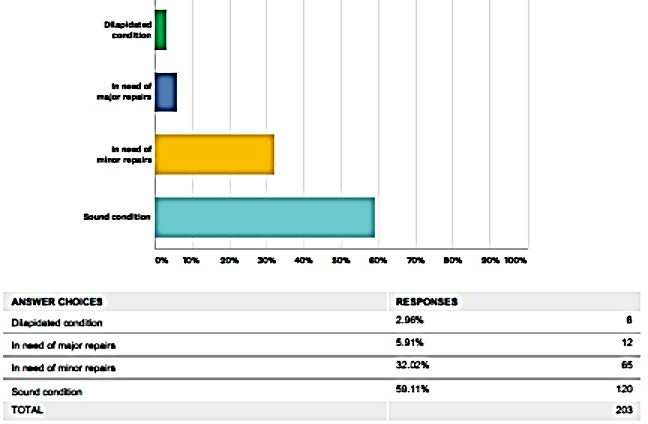 Dilapidated
condition
In need of
major repairs
In need of
minor repairs
Sound condition
0% 10% 20% 30% 40% 50% 60% 70% 80% 90% 100%
ANSWER CHOICES RESPONSES
Dilapidated condition 2.96% 6
In need of major repairs 5.91% 12
In need of minor repairs 32.02% 65
Sound condition 59.11% 120
TOTAL 203